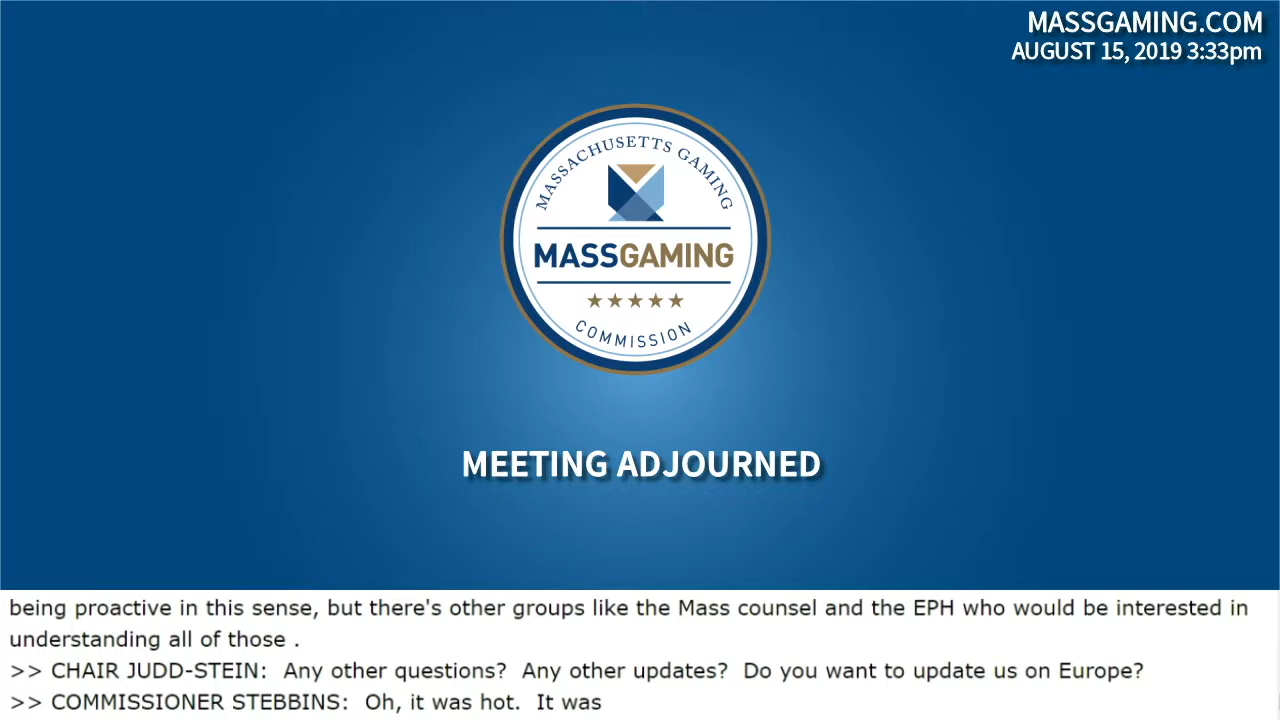 MASSGAMING.COM
AUGUST 15, 2019 3:33pm
MASSACHUSETTS GAMING
MASSGAMING
COMMISSION
MEETING ADJOURNED
being proactive in this sense, but there's other groups like the Mass counsel and the EPH who would be interested in
understanding all of those .
>> CHAIR JUDD-STEIN:  Any other questions?  Any other updates?  Do you want to update us on Europe?
>> COMMISSIONER STEBBINS:  Oh, it was hot.  It was